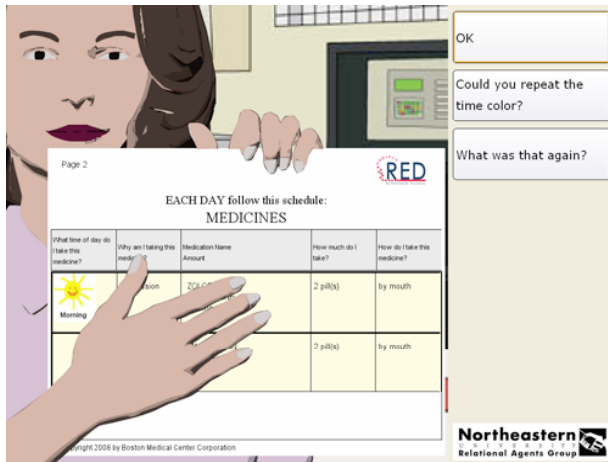 OK
Could you repeat the
time color?
What was that again?
Page 2
RED
EACH DAY follow this schedule:
MEDICINES
What time of day do
I take this
medicine?
Why am I taking this
Medication Name
Amount
How much do I
take?
How do I take this
medicine?
Morning
2 pill(s)
by mouth
2 pill(s)
by mouth
2008 by Boston Medical Center Corporation
Northeastern
UNIVERSITY
Relational Agents Group